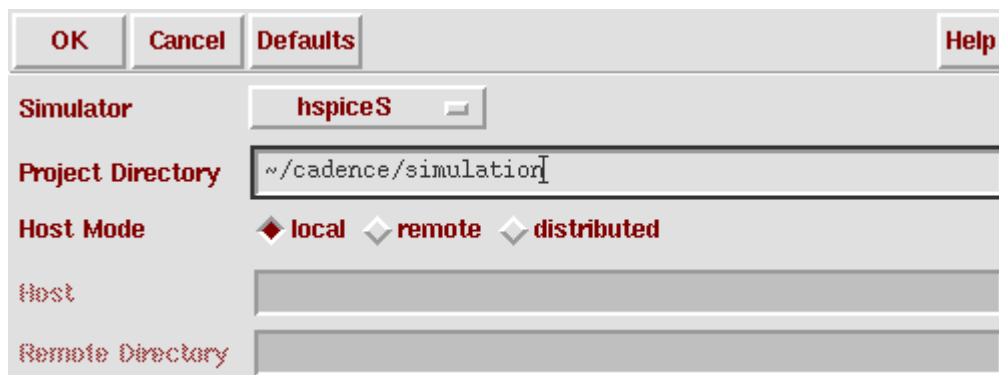 OK Cancel Defaults Help
Simulator hspiceS
Project Directory ~/cadence/simulation
Host Mode local remote distributed
Host
Remote Directory